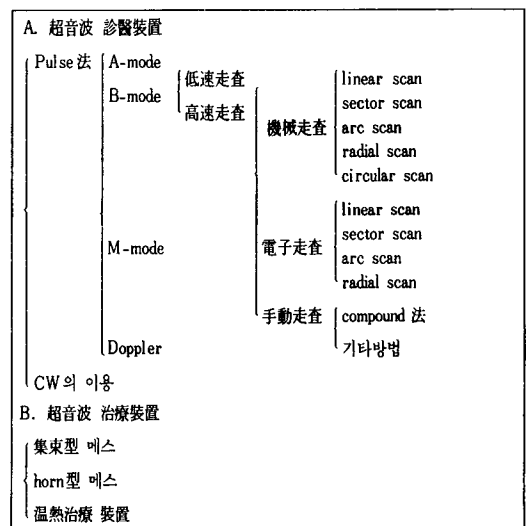 A. 超音波 診醫裝置
Pulse法 A-mode
B-mode 低速走査
高速走査
機械走査 linear scan
sector scan
arc scan
radial scan
circular scan
M-mode 電子走査 linear scan
sector scan
arc scan
radial scan
手動走査 compound 法
기타방법
Doppler
CW의 이용
B. 超音波 治療裝置
集束型 메스
horn型 메스
温熱治療 裝置